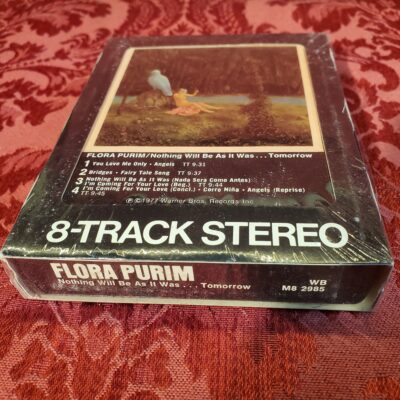 FLORA PURIM/Nothing Will Be As It Was...Tomorrow
1 You Love Me Only • Angels TT 9:31
2 Bridges • Fairy Tale Song TT 9:37
3 Nothing Will Be As It Was (Nada Sera Como Antes)
I'm Coming For Your Love (Beg.) TT 9:44
4 I'm Coming For Your Love (Concl.) • Corre Niña • Angels (Reprise)
TT 9:45
℗©1977 Warner Bros. Records Inc.
8-TRACK STEREO
FLORA PURIM
Nothing Will Be As It Was...Tomorrow
WB
M8 2985